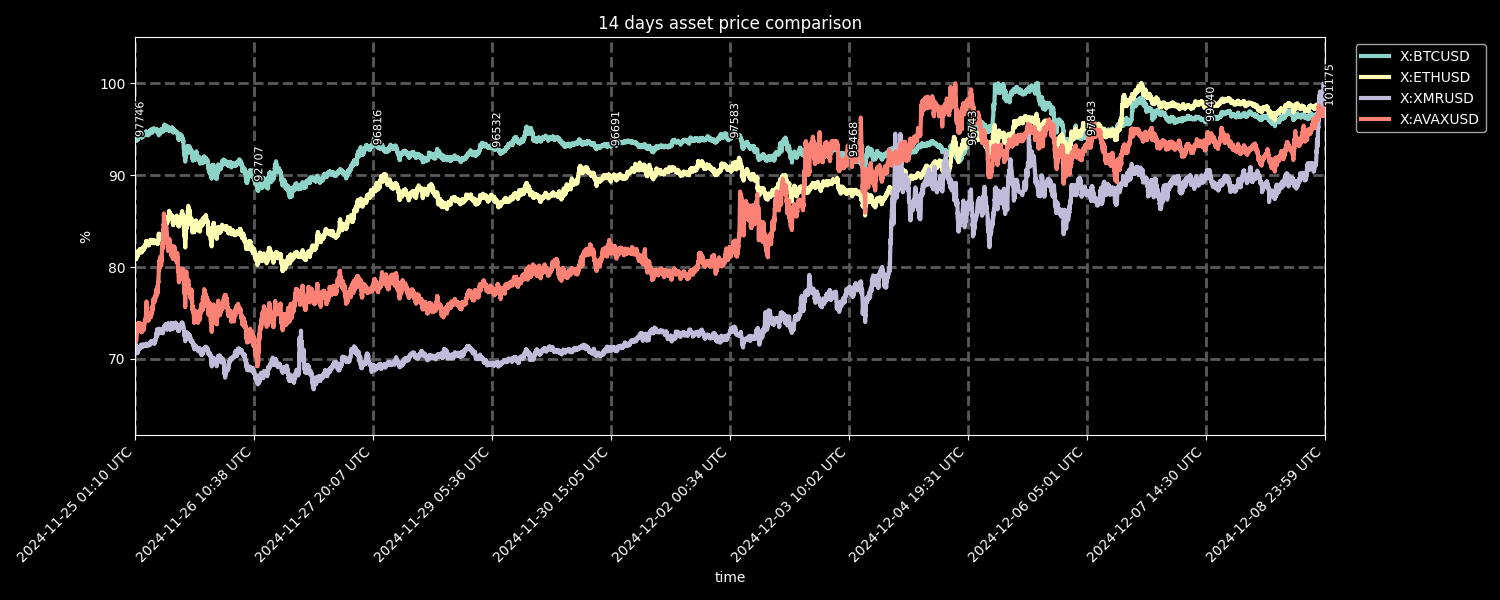 14 days asset price comparison
X:BTCUSD
X:ETHUSD
X:XMRUSD
X:AVAXUSD
%
100
90
80
70
92707
96816
96532
96691
97583
95468
96743
97843
99440
101175
2024-11-25 01:10 UTC
2024-11-26 10:38 UTC
2024-11-27 20:07 UTC
2024-11-29 05:36 UTC
2024-11-30 15:05 UTC
2024-12-02 00:34 UTC
2024-12-03 10:02 UTC
2024-12-04 19:31 UTC
2024-12-06 05:01 UTC
2024-12-07 14:30 UTC
2024-12-08 23:59 UTC
time